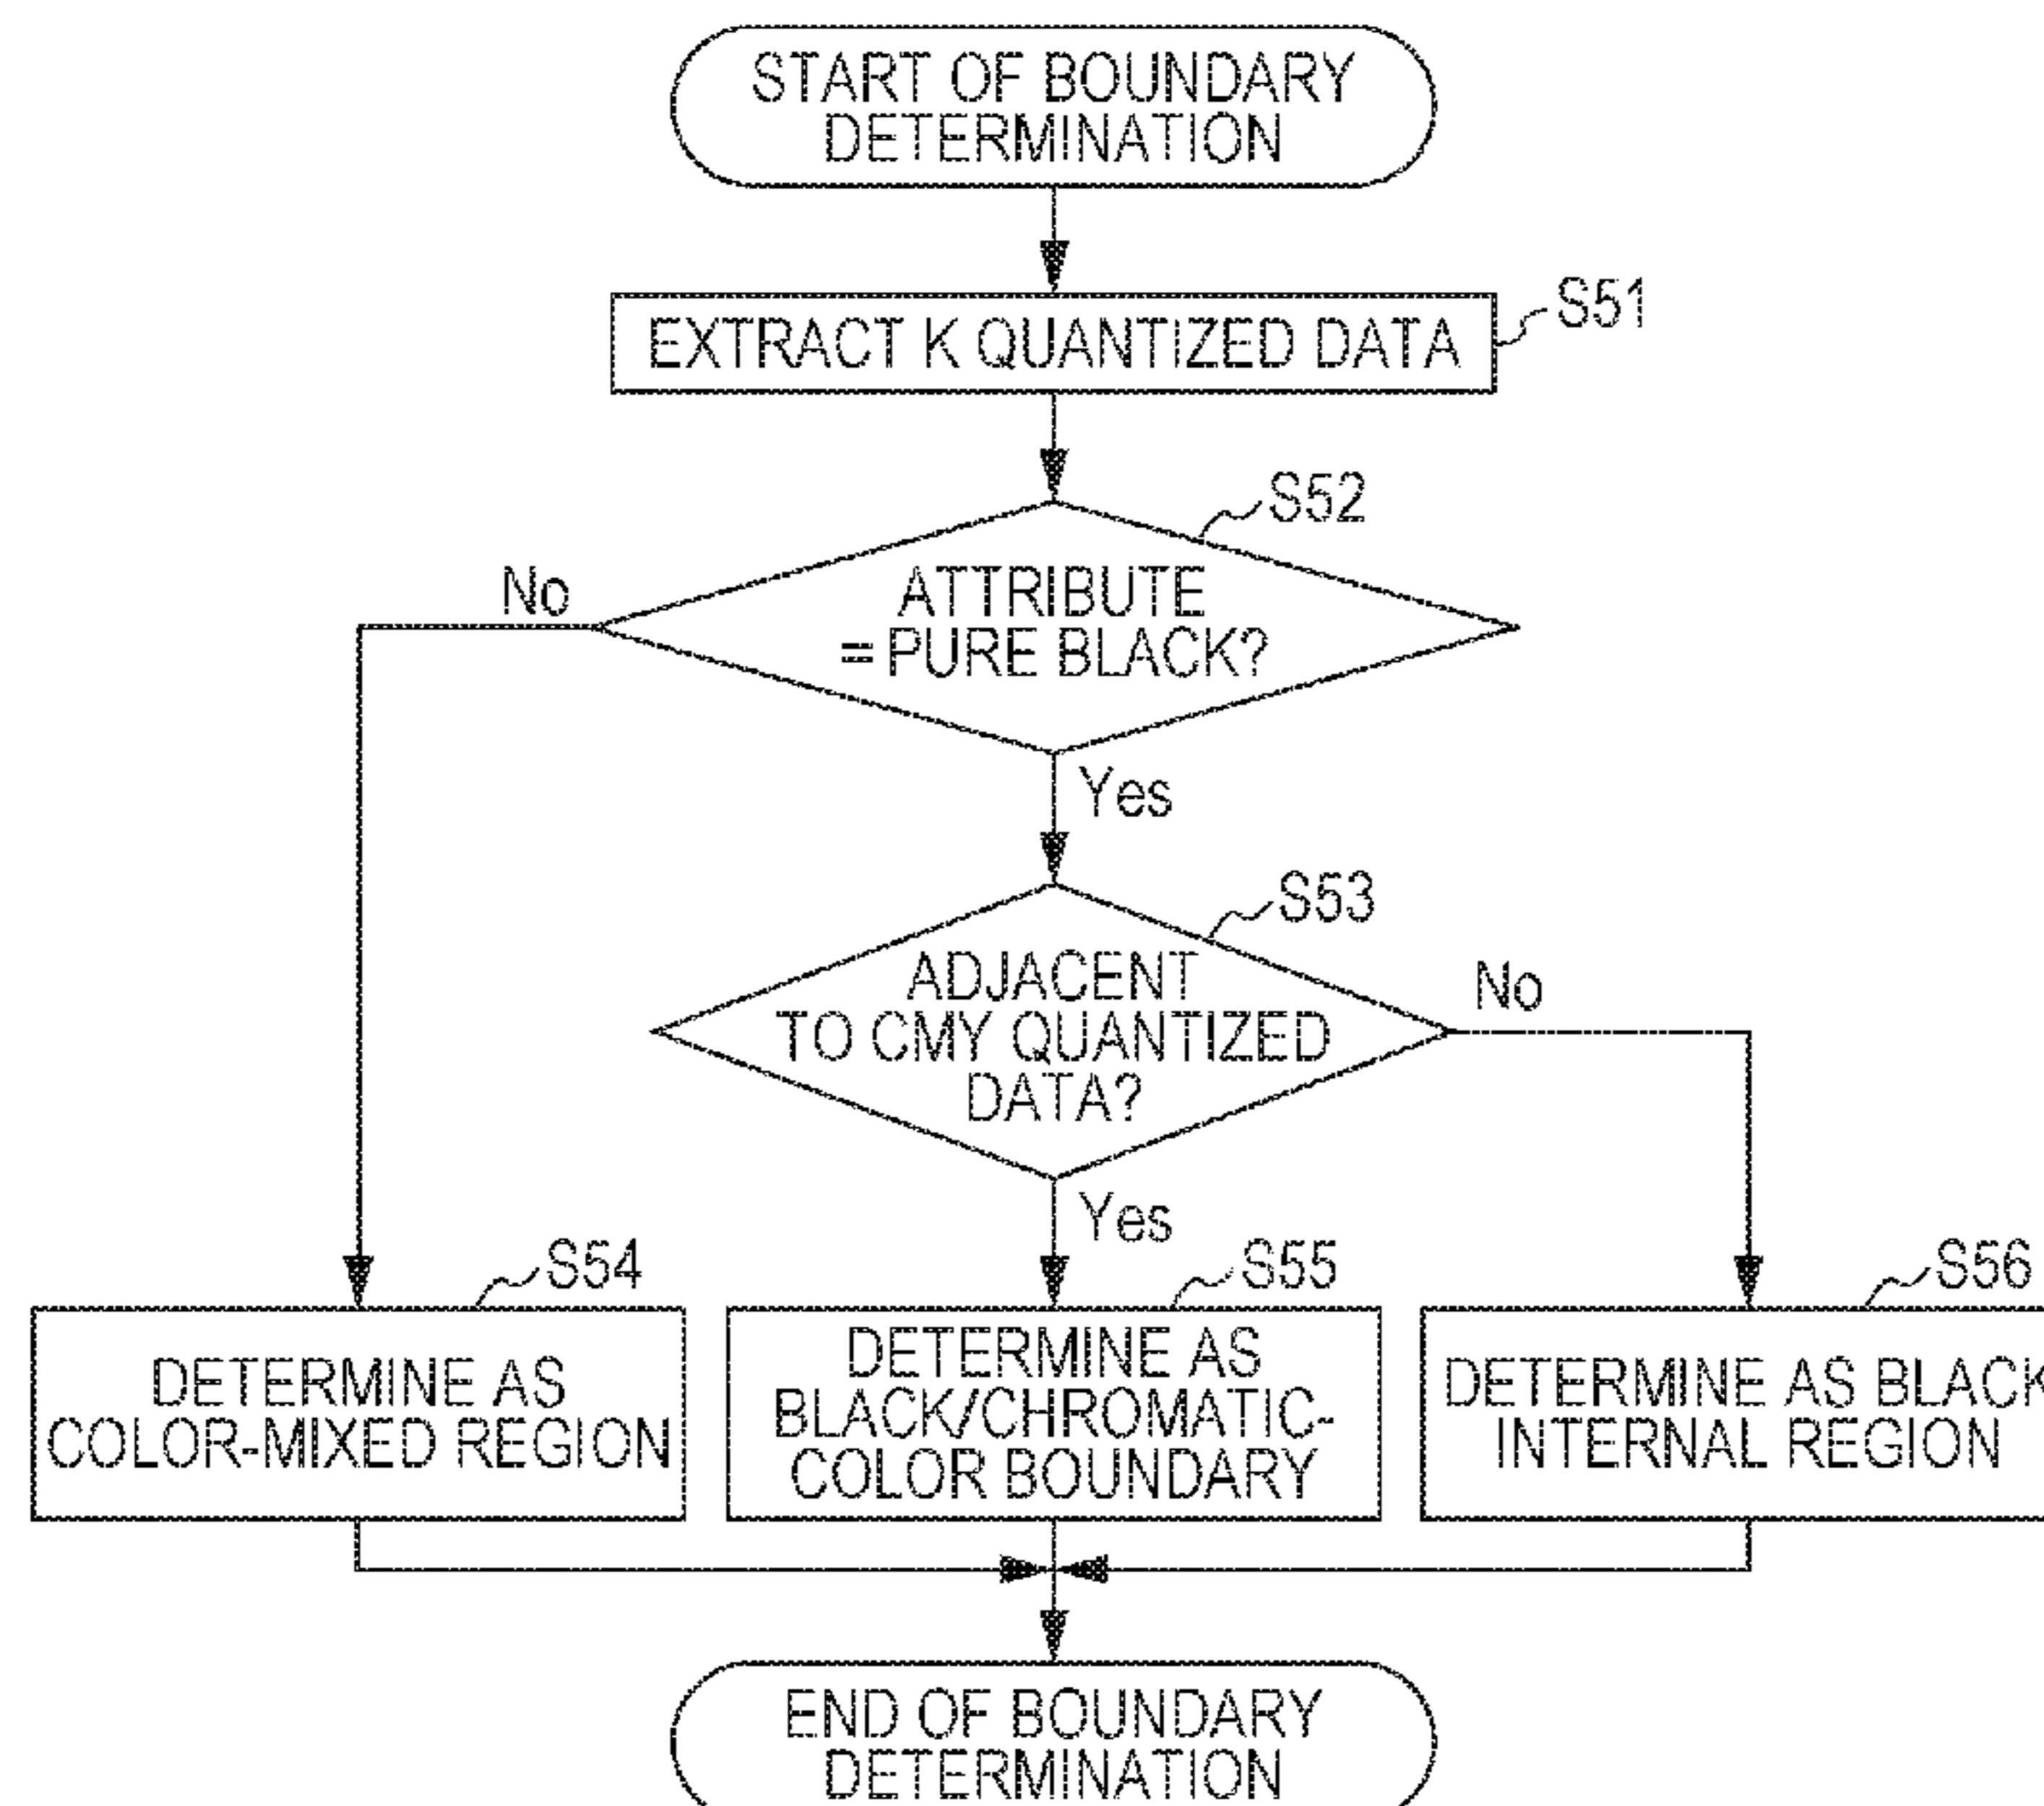 START OF BOUNDARY
DETERMINATION
EXTRACT K QUANTIZED DATA
S51
S52
No
ATTRIBUTE
= PURE BLACK?
Yes
S53
ADJACENT
TO CMY QUANTIZED
DATA?
No
Yes
S54
S55
S56
DETERMINE AS
COLOR-MIXED REGION
DETERMINE AS
BLACK/CHROMATIC-
COLOR BOUNDARY
DETERMINE AS BLACK
INTERNAL REGION
END OF BOUNDARY
DETERMINATION